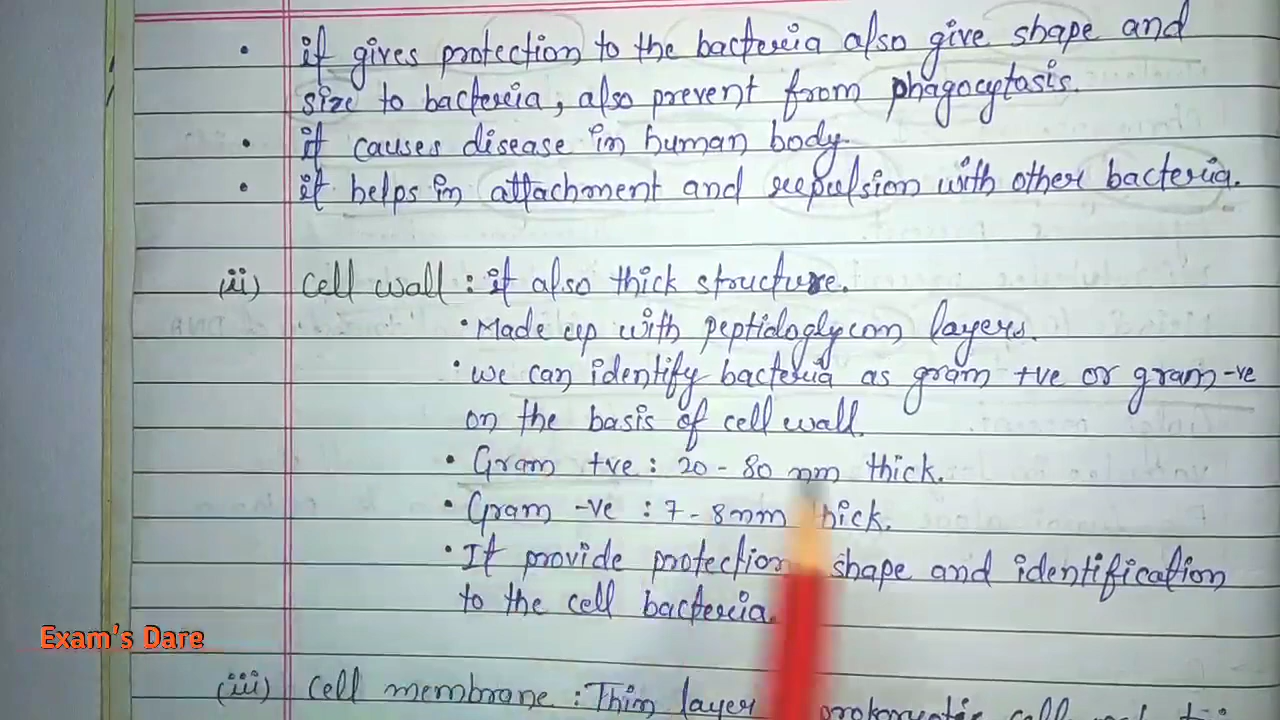 • it gives protection to the bacteria also give shape and
size to bacteria, also prevent from phagocytosis.
• it causes disease in human body.
• it helps in attachment and repulsion with other bacteria.
(ii) Cell wall : it also thick structure.
• Made up with peptidoglycan layers.
• we can identify bacteria as gram +ve or gram -ve
on the basis of cell wall.
• Gram +ve : 20 - 80 nm thick.
• Gram -ve : 7 - 8 nm thick.
• It provide protection shape and identification
to the cell bacteria.
Exam's Dare
(iii) Cell membrane : Thin layer prokaryotic cell